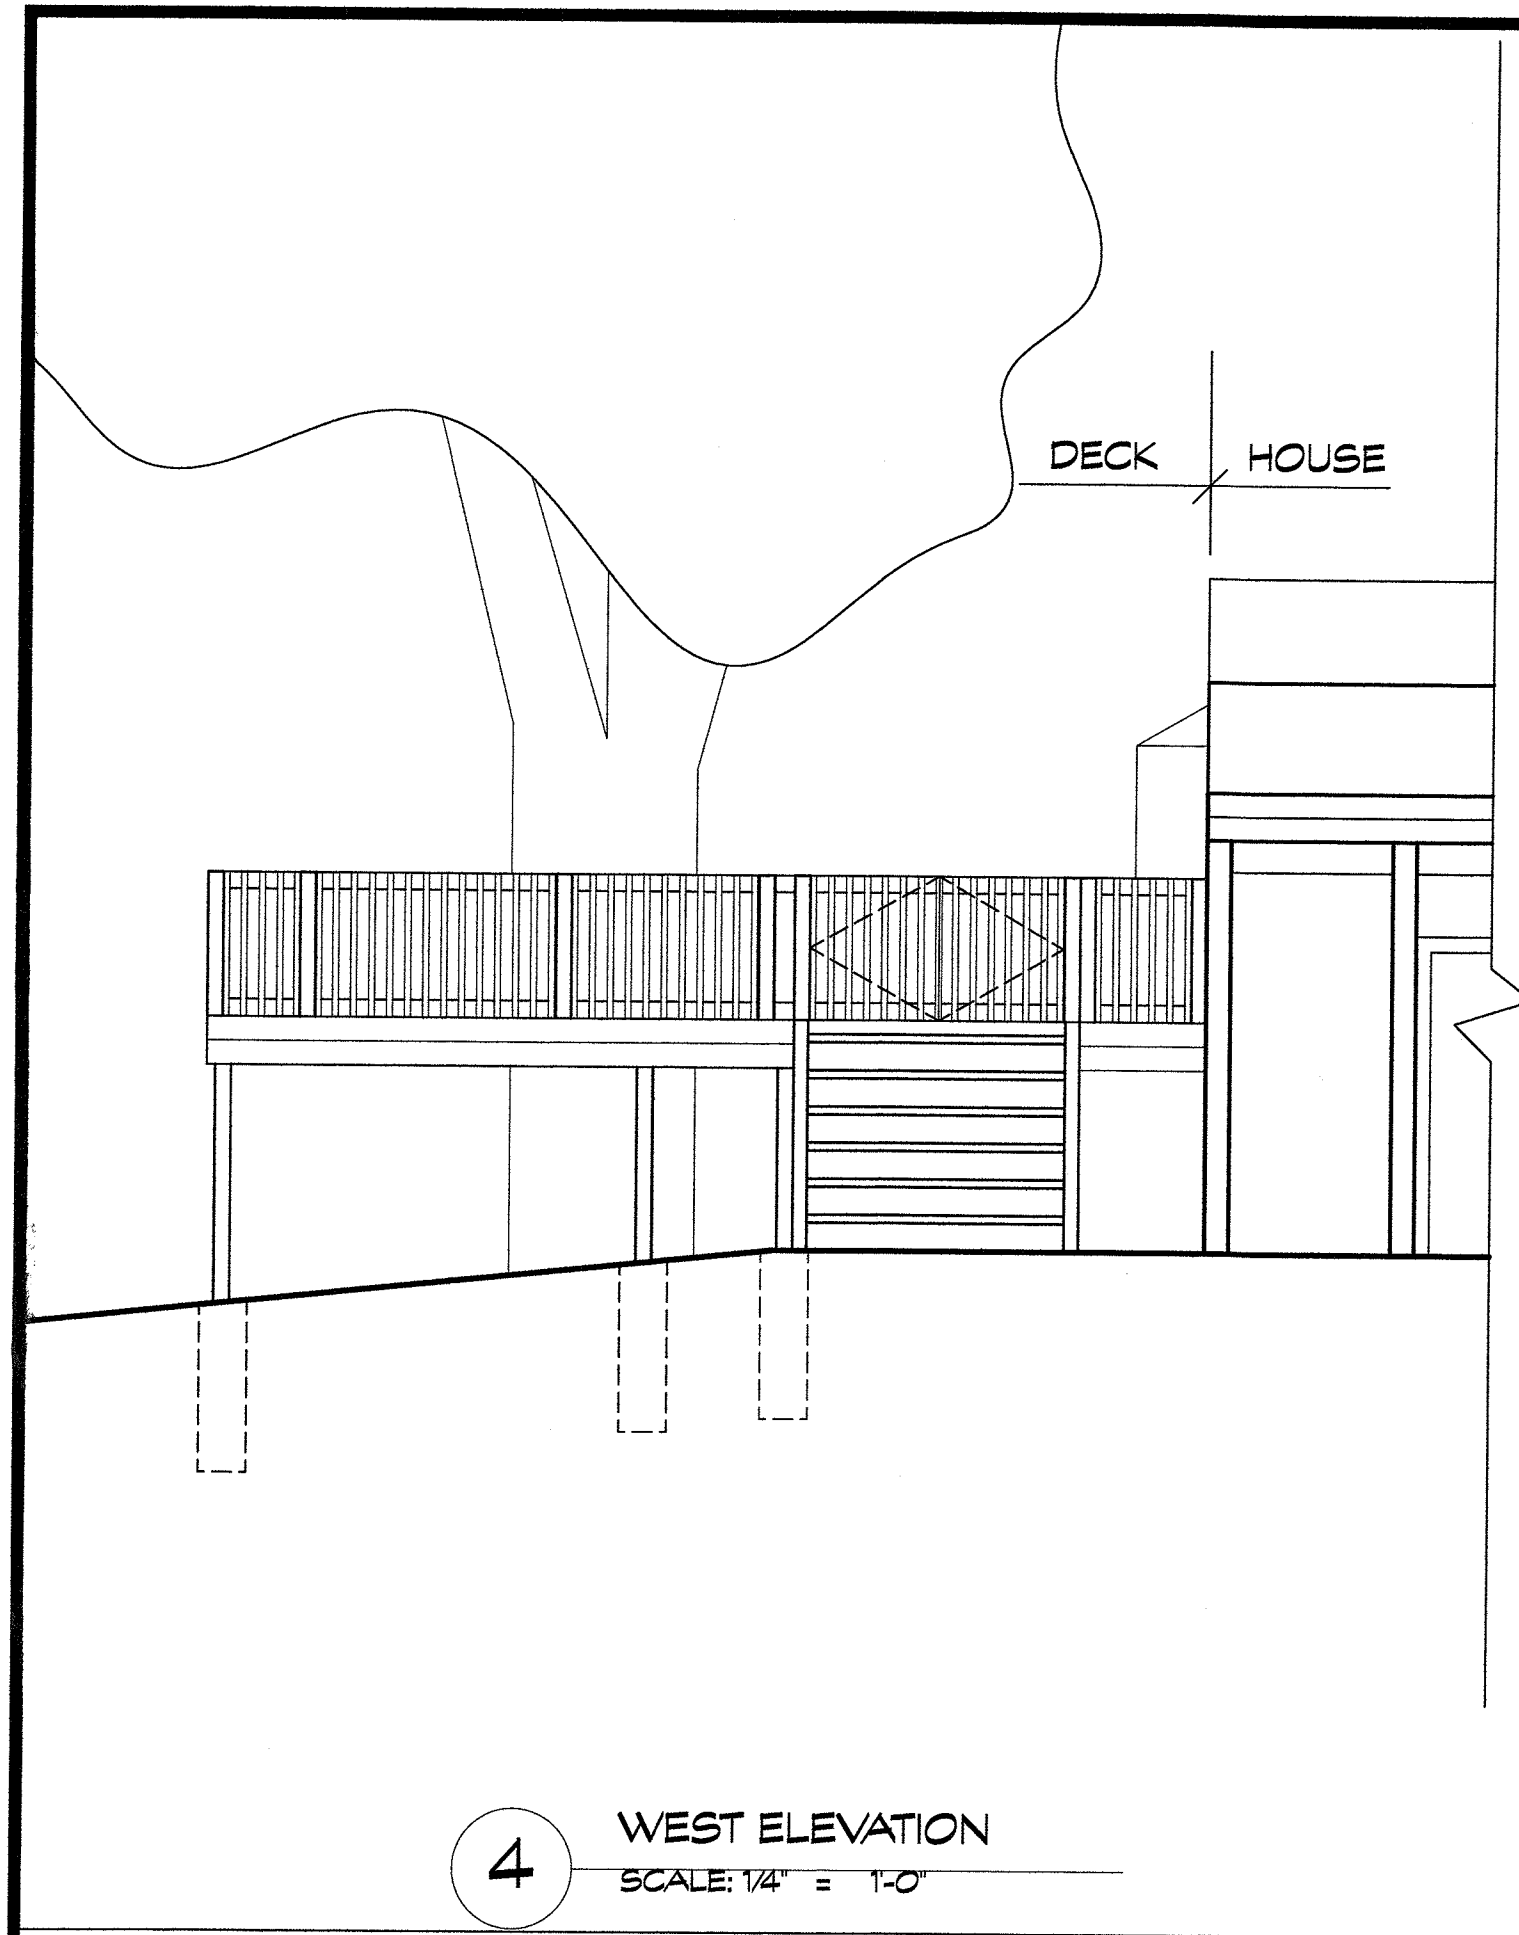 DECK HOUSE
4
WEST ELEVATION
SCALE: 1/4" = 1'-0"